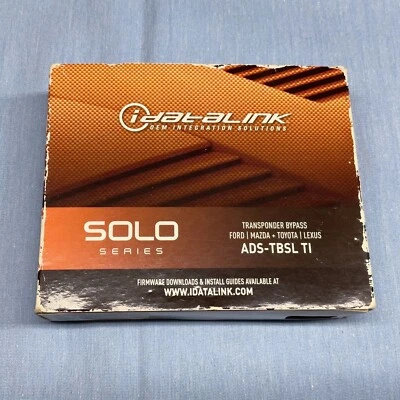 iDATALINK
OEM INTEGRATION SOLUTIONS
SOLO
SERIES
TRANSPONDER BYPASS
FORD | MAZDA + TOYOTA | LEXUS
ADS-TBSL TI
FIRMWARE DOWNLOADS & INSTALL GUIDES AVAILABLE AT
WWW.IDATALINK.COM